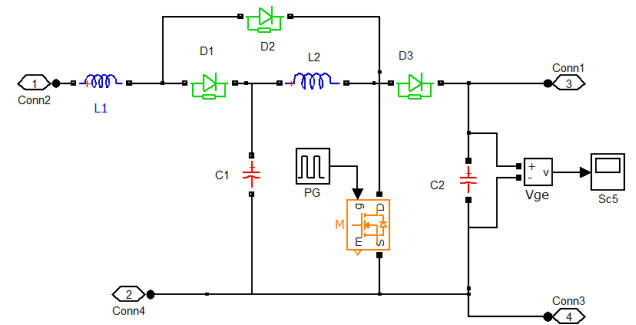 D2
D1
L2
D3
Conn1
1
3
Conn2
L1
C1
PG
C2
+
-
v
Vge
Sc5
M
g
D
m
S
2
Conn4
Conn3
4